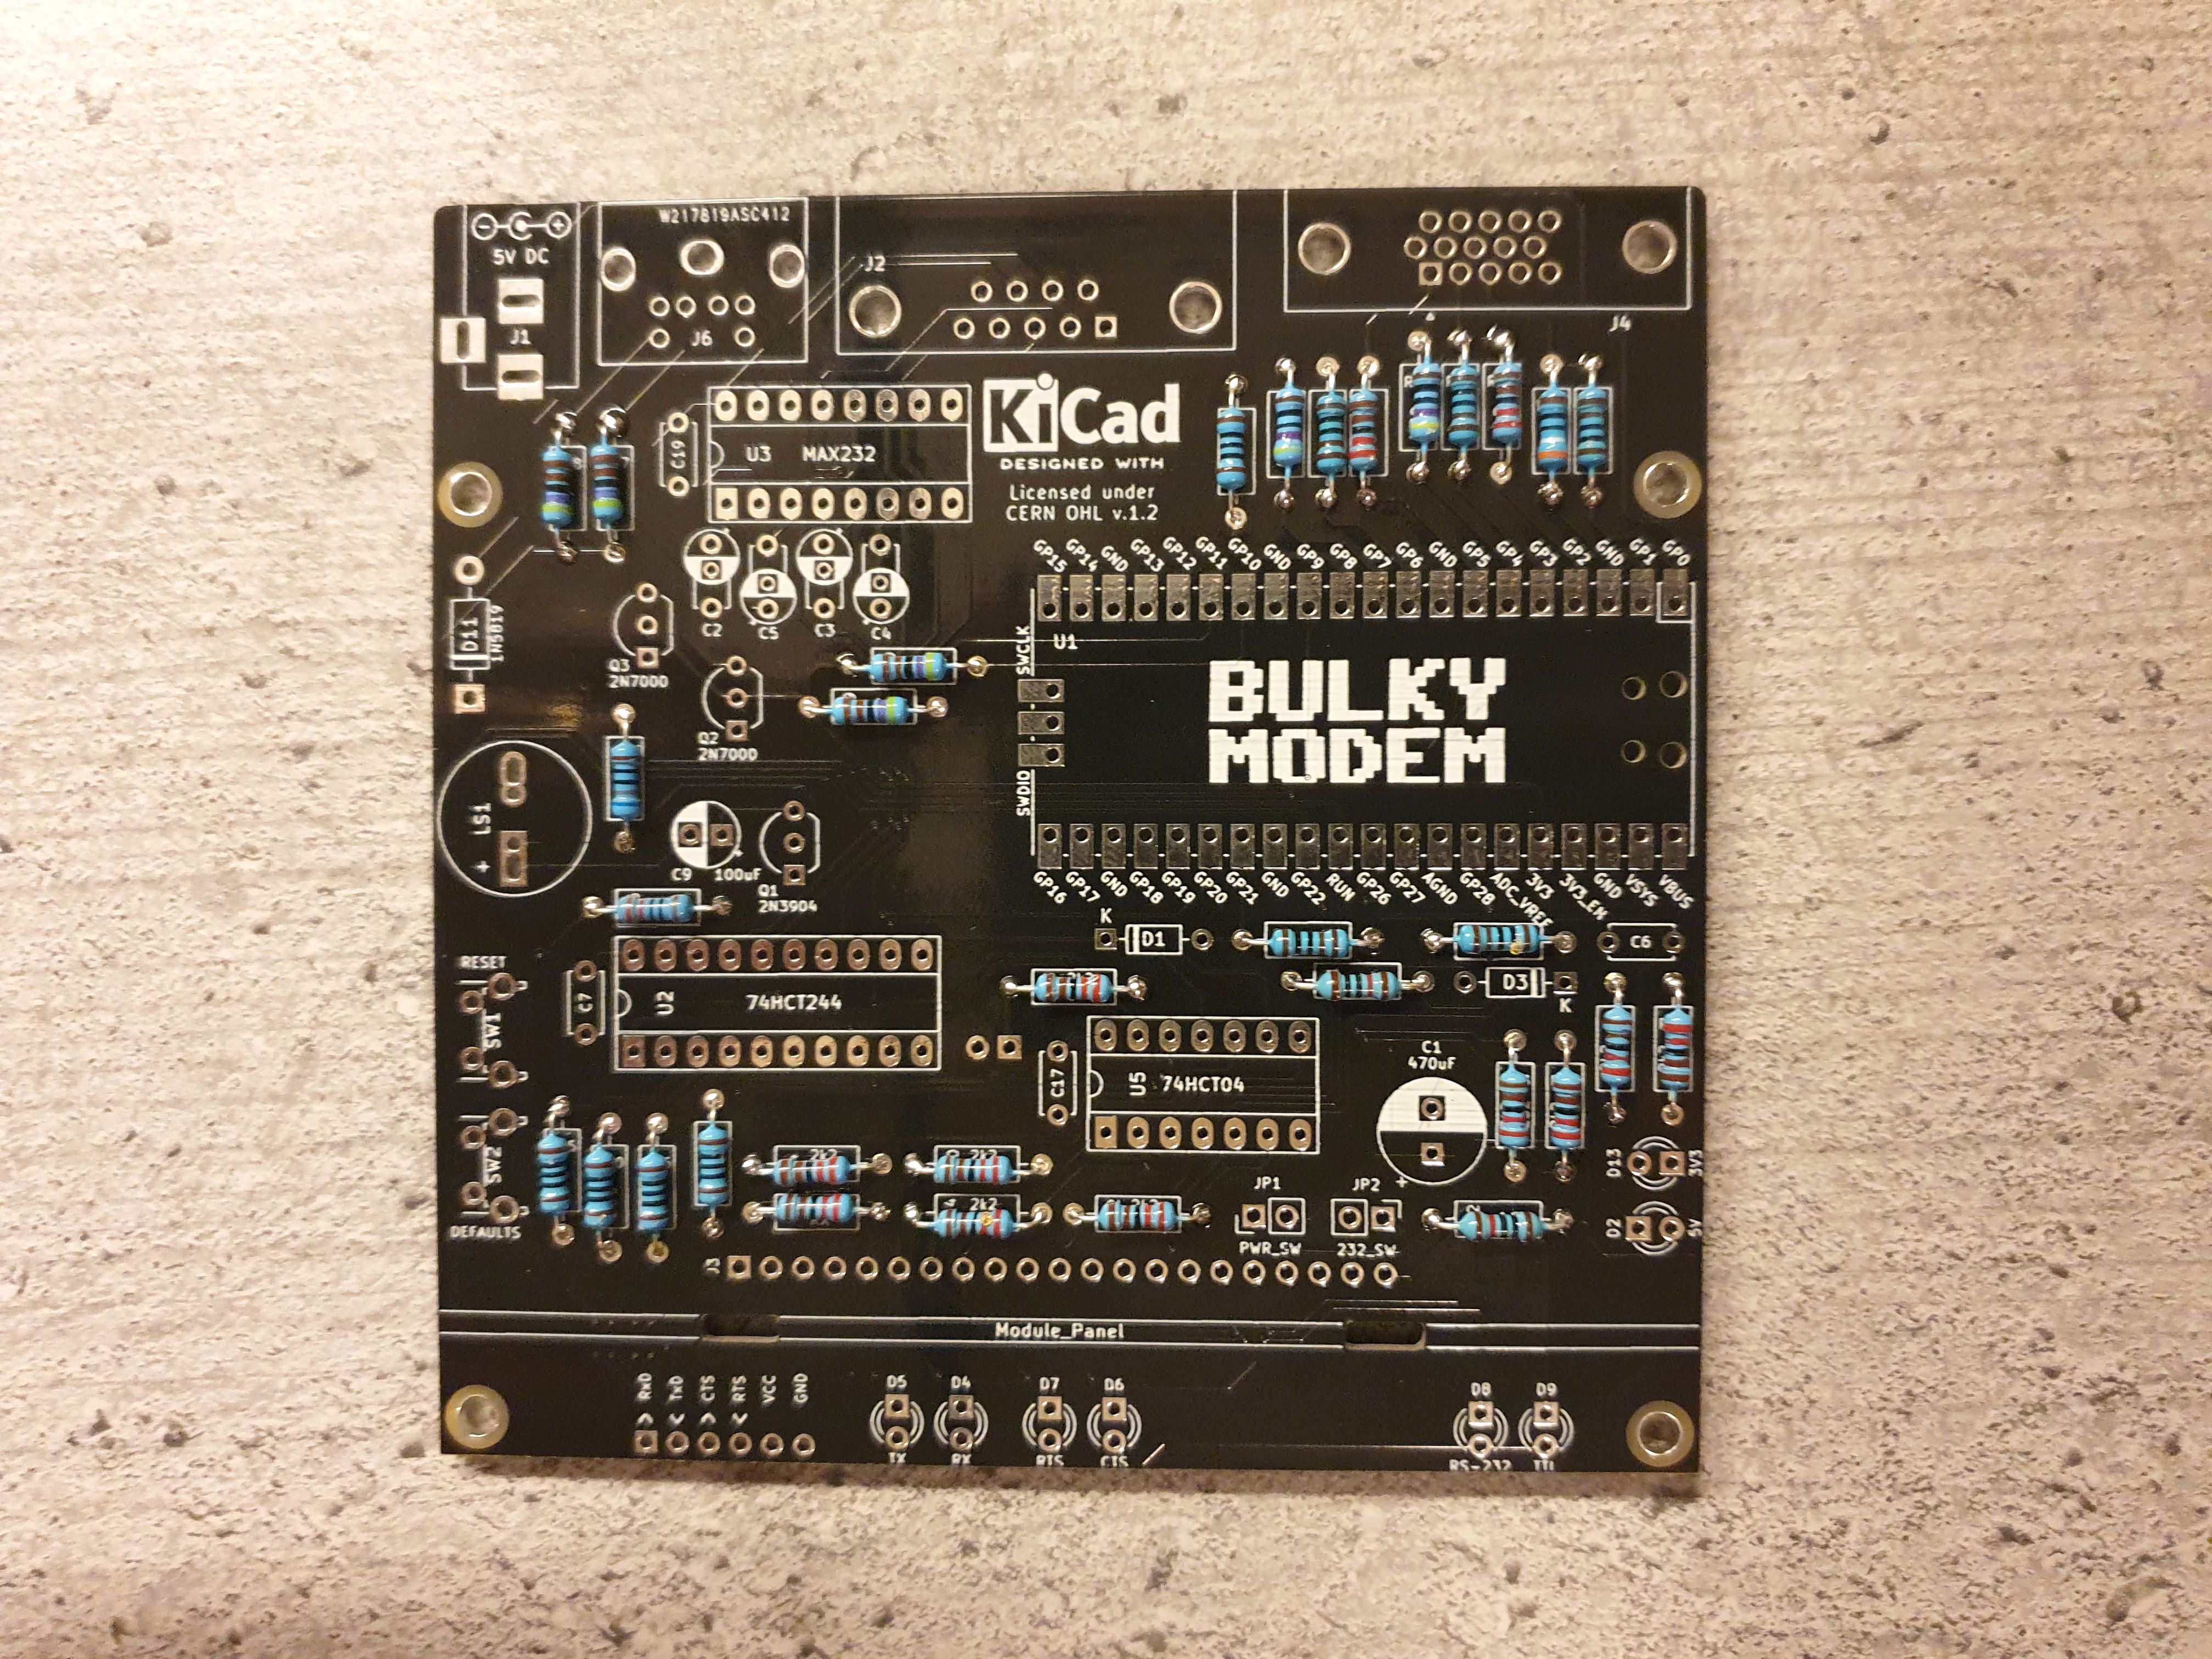 W217819ASC412
5V DC
J1
J6
J2
J4
C19
U3 MAX232
KiCad
DESIGNED WITH
Licensed under
CERN OHL v.1.2
GP15 GP14 GND GP13 GP12 GP11 GP10 GND GP9 GP8 GP7 GP6 GND GP5 GP4 GP3 GP2 GND GP1 GP0
D11
1N5819
C2 C5 C3 C4
Q3
2N7000
Q2
2N7000
SWCLK
U1
BULKY
MODEM
SWDIO
LS1
+
C9 100uF
Q1
2N3904
GP16 GP17 GND GP18 GP19 GP20 GP21 GND GP22 RUN GP26 GP27 AGND GP28 ADC_VREF 3V3 3V3_EN GND VSYS VBUS
K
D1
C6
D3
K
RESET
SW1
C7
U2
74HCT244
C17
U5 74HCT04
C1
470uF
+
SW2
DEFAULTS
2k2
2k2
2k2
JP1
PWR_SW
JP2
232_SW
D13
3V3
D2
5V
J3
Module_Panel
> RxD
< TxD
> CTS
< RTS
VCC
GND
D5 D4 D7 D6 D8 D9
TX RX RTS CTS RS-232 TTL